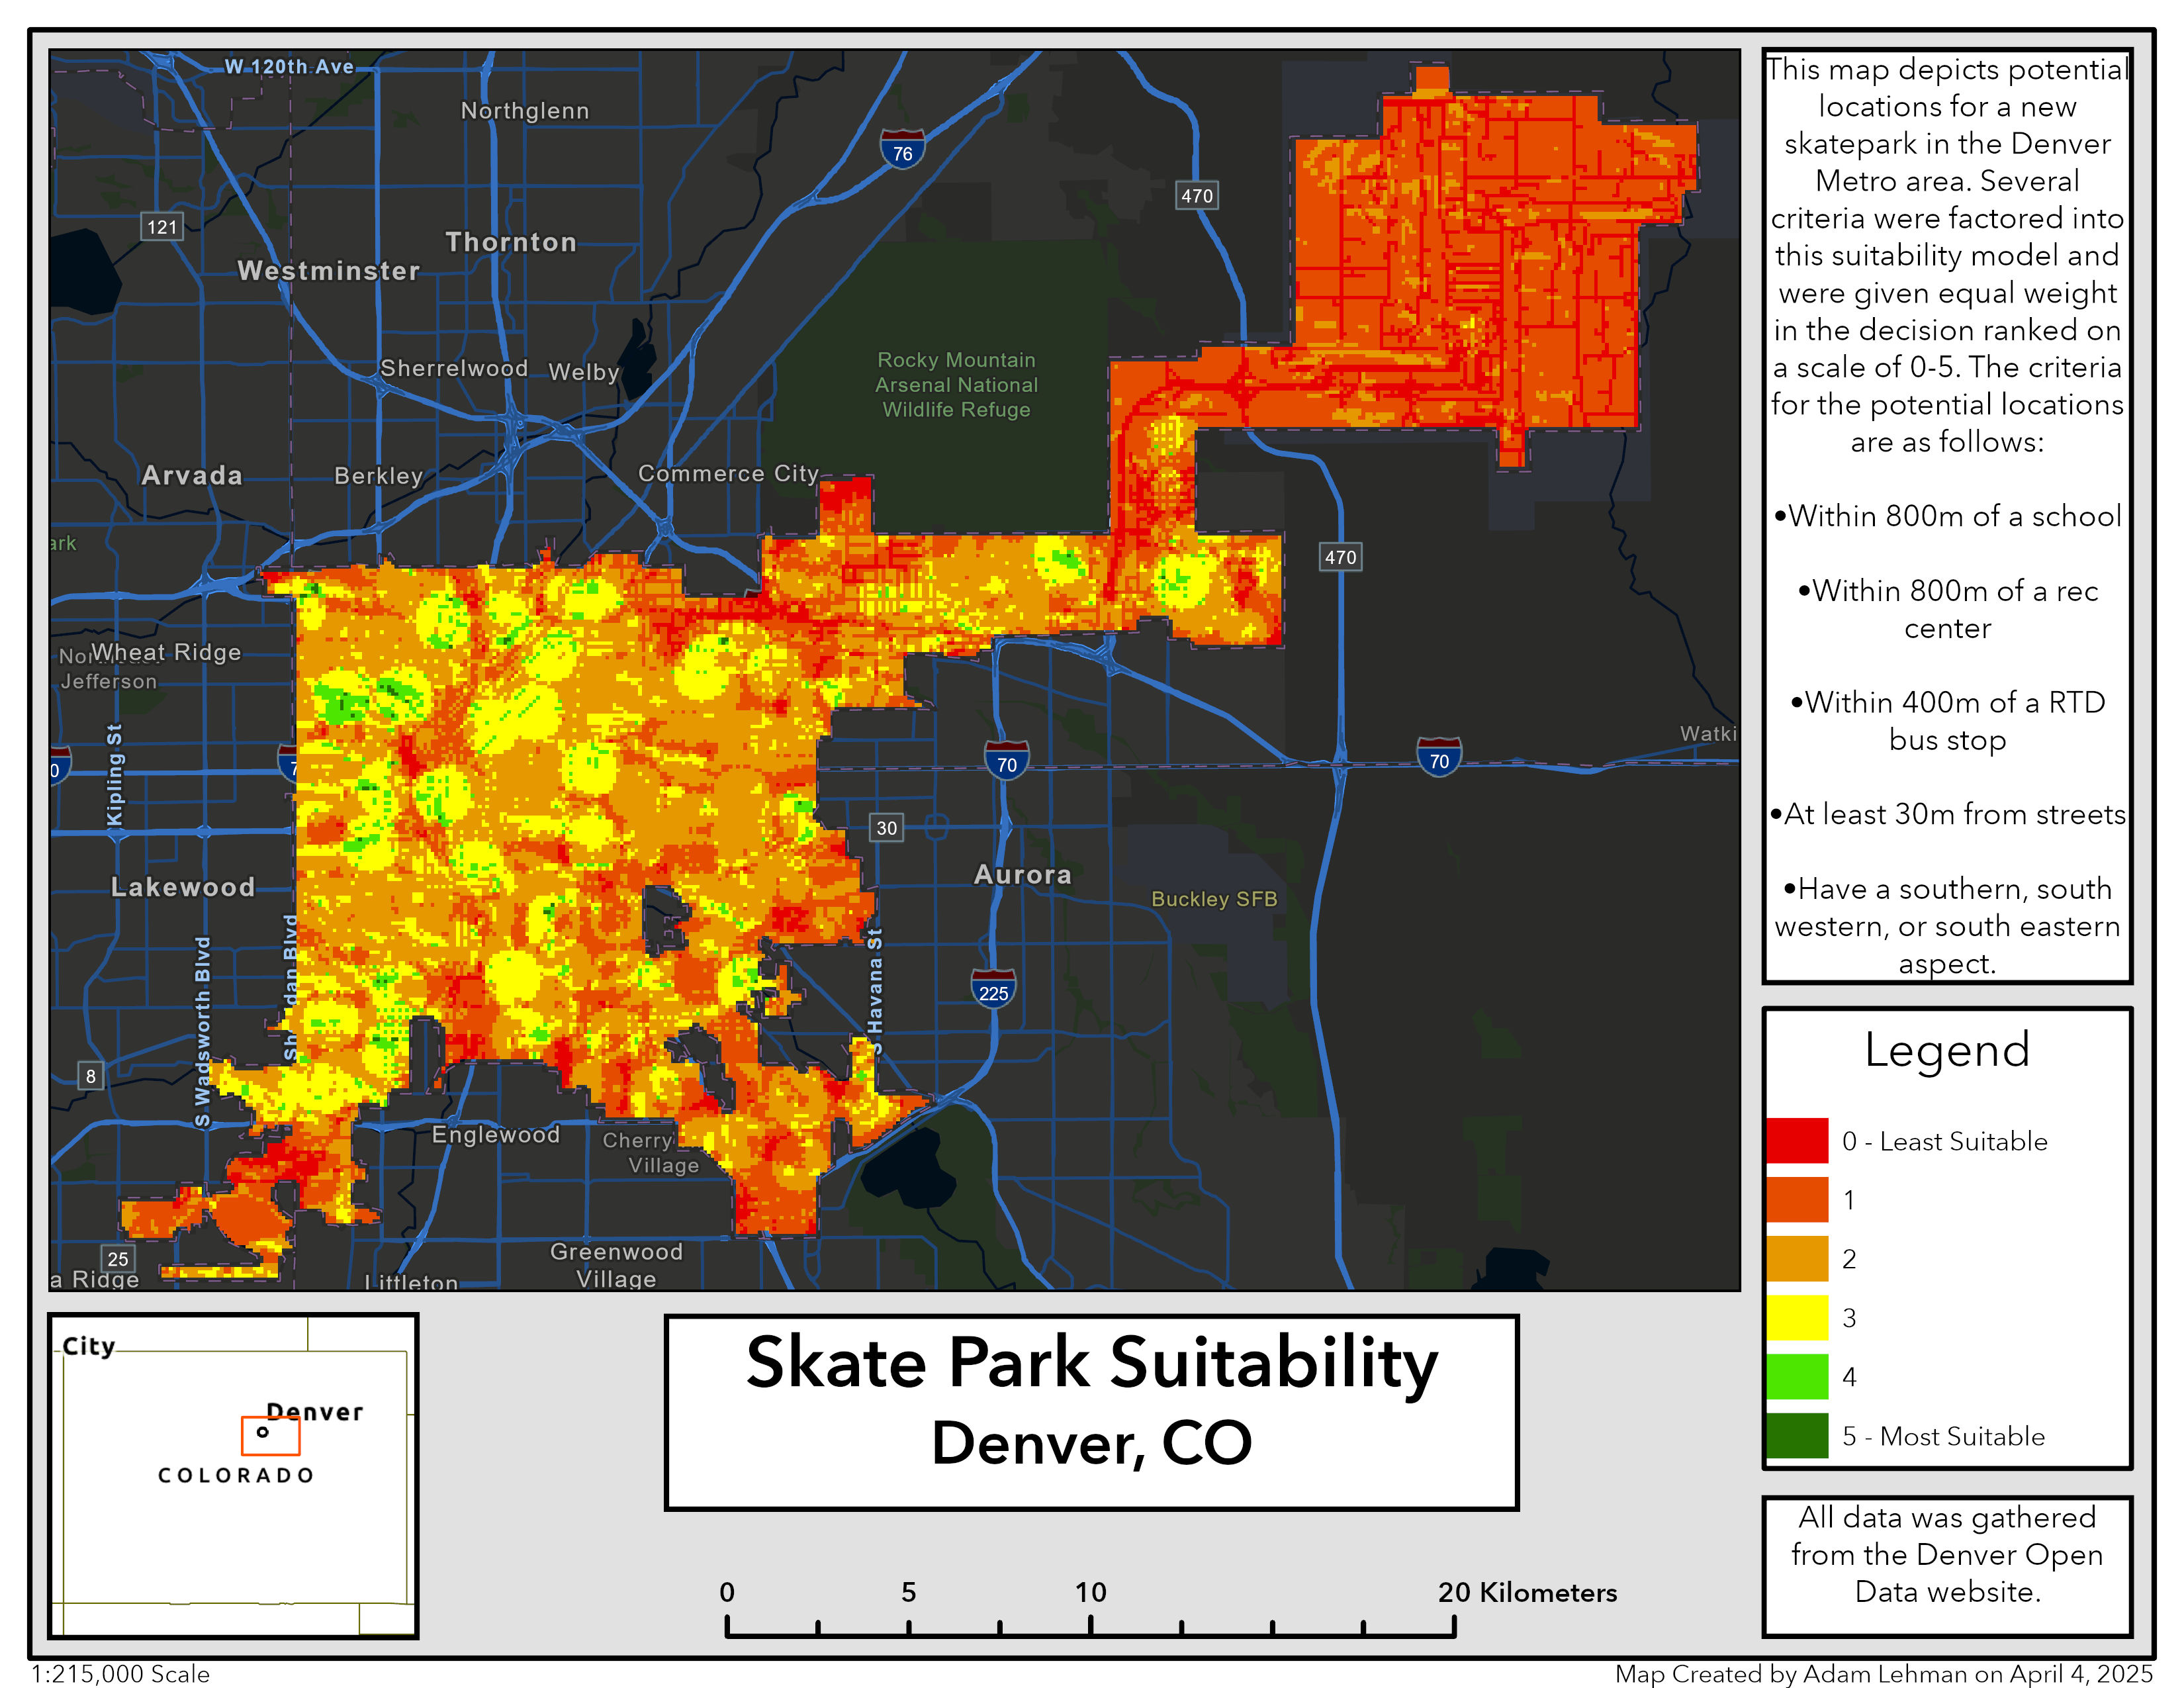 W 120th Ave
Northglenn
76
470
121
Thornton
Westminster
Sherrelwood
Welby
Rocky Mountain
Arsenal National
Wildlife Refuge
Arvada
Berkley
Commerce City
470
ark
Wheat Ridge
Jefferson
Kipling St
0
7
70
70
Watki
30
Lakewood
Aurora
Buckley SFB
S Wadsworth Blvd
S Havana St
225
8
Englewood
Cherry
Village
25
Greenwood
Village
a Ridge
Littleton
This map depicts potential
locations for a new
skatepark in the Denver
Metro area. Several
criteria were factored into
this suitability model and
were given equal weight
in the decision ranked on
a scale of 0-5. The criteria
for the potential locations
are as follows:
•Within 800m of a school
•Within 800m of a rec
center
•Within 400m of a RTD
bus stop
•At least 30m from streets
•Have a southern, south
western, or south eastern
aspect.
Legend
0 - Least Suitable
1
2
3
4
5 - Most Suitable
All data was gathered
from the Denver Open
Data website.
City
Denver
COLORADO
Skate Park Suitability
Denver, CO
0 5 10 20 Kilometers
1:215,000 Scale
Map Created by Adam Lehman on April 4, 2025